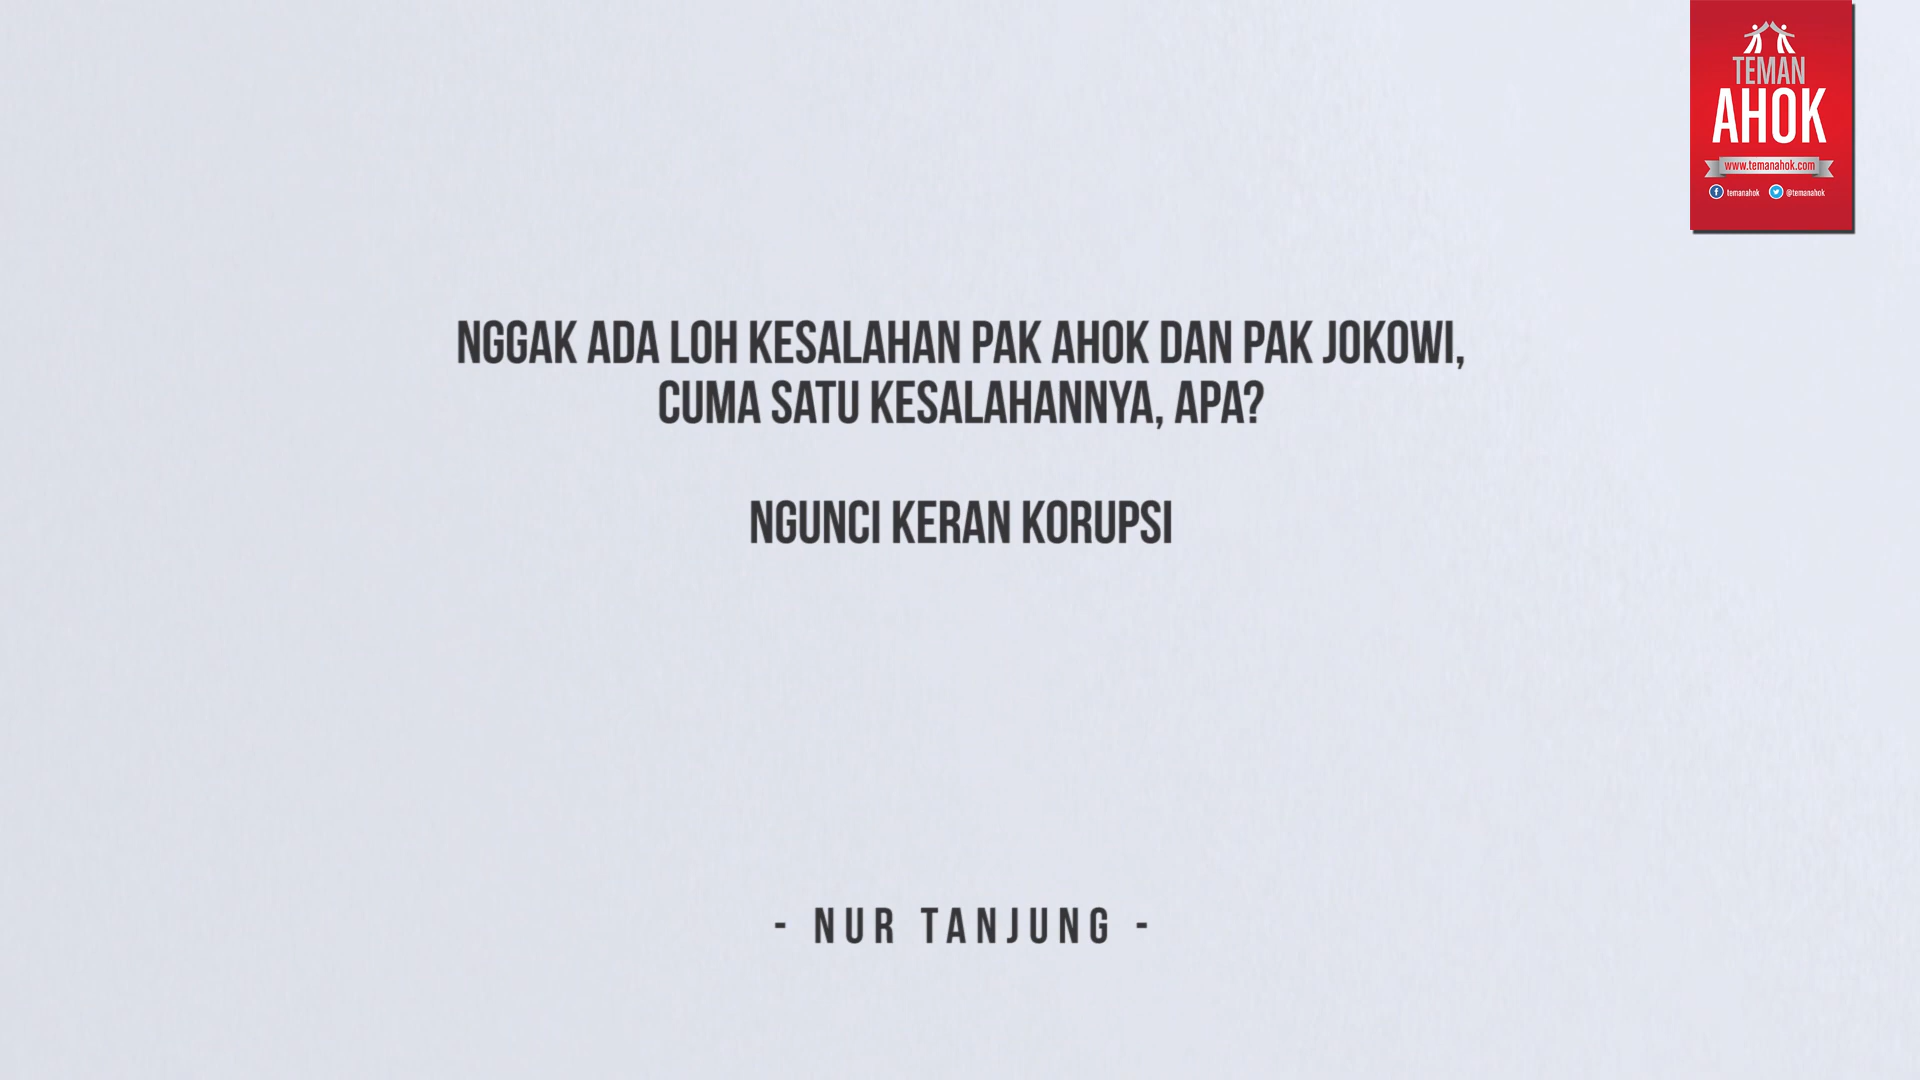 TEMAN
AHOK
www.temanahok.com
temanahok @temanahok
NGGAK ADA LOH KESALAHAN PAK AHOK DAN PAK JOKOWI,
CUMA SATU KESALAHANNYA, APA?
NGUNCI KERAN KORUPSI
- NUR TANJUNG -